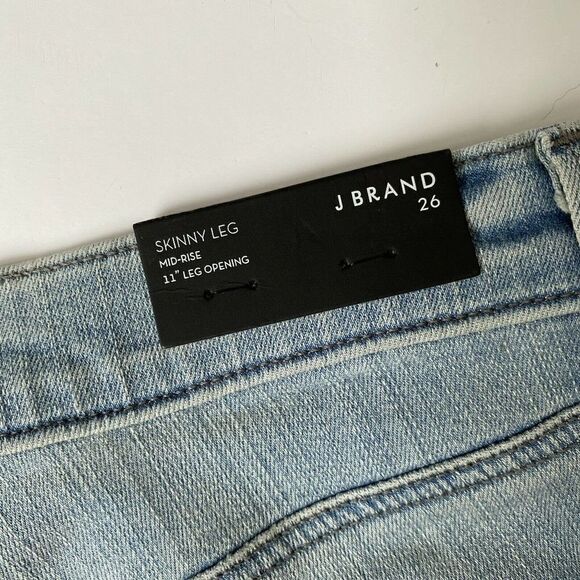 SKINNY LEG
MID-RISE
11" LEG OPENING
J BRAND
26